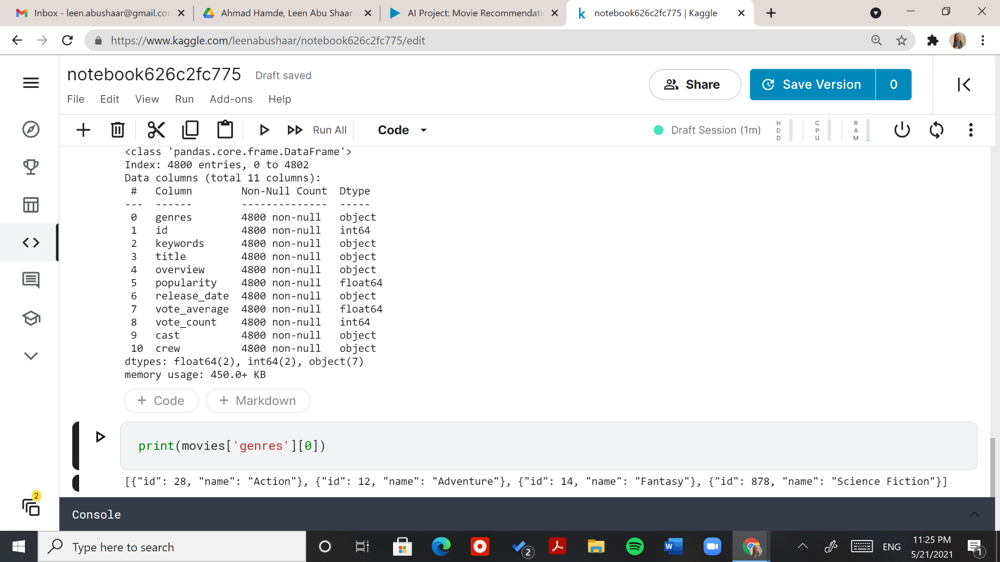 Inbox - leen.abushaar@gmail.co
Ahmad Hamde, Leen Abu Shaar -
AI Project: Movie Recommendati
notebook626c2fc775 | Kaggle
https://www.kaggle.com/leenabushaar/notebook626c2fc775/edit
notebook626c2fc775 Draft saved
Share
Save Version 0
File Edit View Run Add-ons Help
Run All
Code
Draft Session (1m)
HDD
CPU
RAM
<class 'pandas.core.frame.DataFrame'>
Index: 4800 entries, 0 to 4802
Data columns (total 11 columns):
# Column Non-Null Count Dtype
--- ------ -------------- -----
0 genres 4800 non-null object
1 id 4800 non-null int64
2 keywords 4800 non-null object
3 title 4800 non-null object
4 overview 4800 non-null object
5 popularity 4800 non-null float64
6 release_date 4800 non-null object
7 vote_average 4800 non-null float64
8 vote_count 4800 non-null int64
9 cast 4800 non-null object
10 crew 4800 non-null object
dtypes: float64(2), int64(2), object(7)
memory usage: 450.0+ KB
+ Code + Markdown
print(movies['genres'][0])
[{"id": 28, "name": "Action"}, {"id": 12, "name": "Adventure"}, {"id": 14, "name": "Fantasy"}, {"id": 878, "name": "Science Fiction"}]
2
Console
Type here to search
2
ENG
11:25 PM
5/21/2021
1